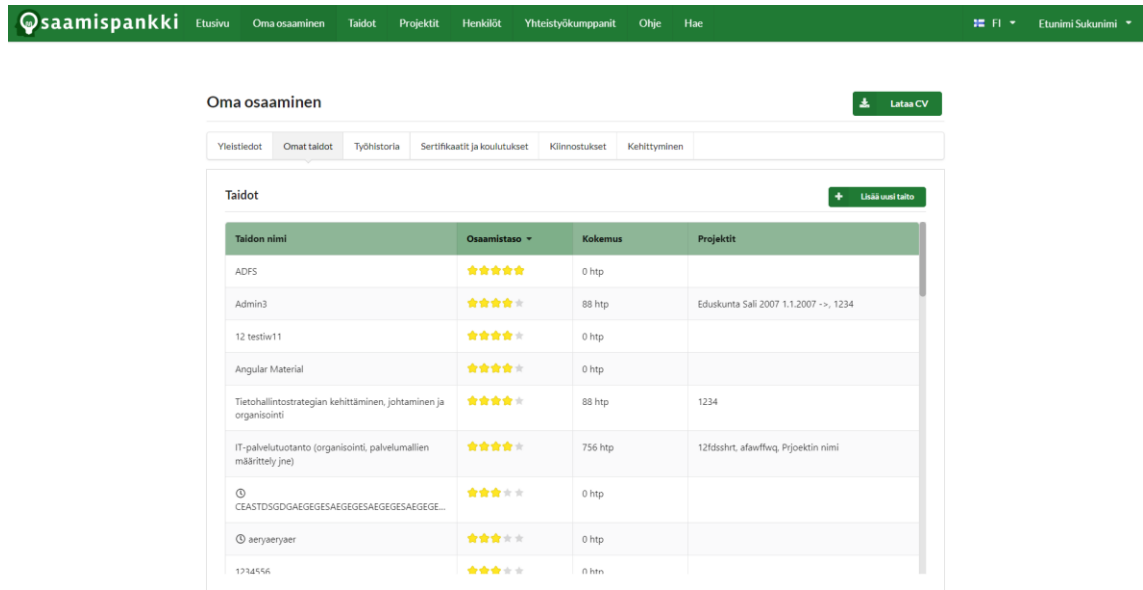 Osaamispankki Etusivu Oma osaaminen Taidot Projektit Henkilöt Yhteistyökumppanit Ohje Hae FI Etunimi Sukunimi
Oma osaaminen Lataa CV
Yleistiedot Omat taidot Työhistoria Sertifikaatit ja koulutukset Kiinnostukset Kehittyminen
Taidot Lisää uusi taito
Taidon nimi Osaamistaso Kokemus Projektit
ADFS 0 htp
Admin3 88 htp Eduskunta Sali 2007 1.1.2007 ->, 1234
12 testiw11 0 htp
Angular Material 0 htp
Tietohallintostrategian kehittäminen, johtaminen ja 88 htp 1234
organisointi
IT-palvelutuotanto (organisointi, palvelumallien 756 htp 12fdsshrt, afawffwq, Prjoektin nimi
määrittely jne)
0 htp
CEASTDSGDGAEGEGESAEGEGESAEGEGESAEGEGE...
aeryaeryaer 0 htp
1234556 0 htp